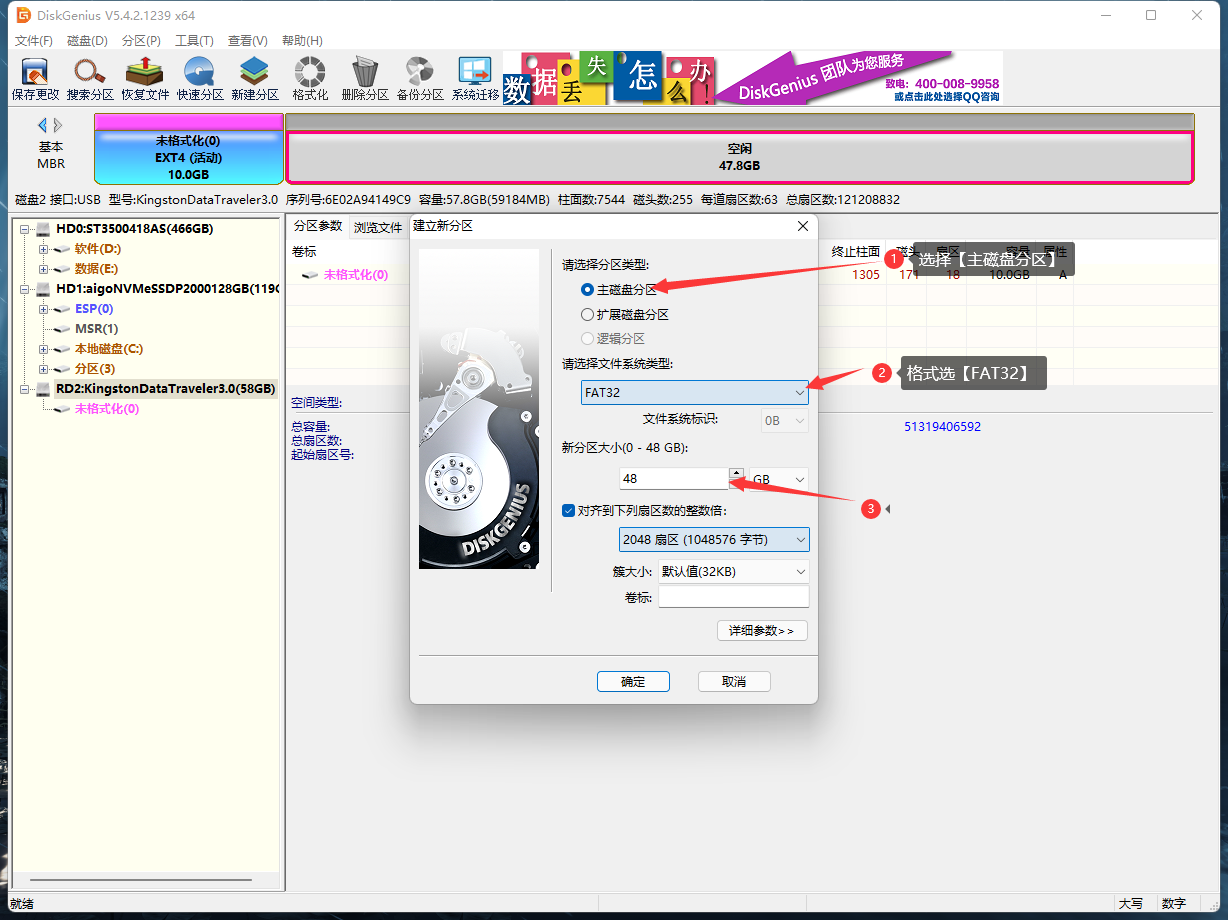 DiskGenius V5.4.2.1239 x64
文件(F) 磁盘(D) 分区(P) 工具(T) 查看(V) 帮助(H)
保存更改 搜索分区 恢复文件 快速分区 新建分区 格式化 删除分区 备份分区 系统迁移
数据丢失怎么办!
DiskGenius 团队为您服务
致电: 400-008-9958
或点击此处选择QQ咨询
基本
MBR
未格式化(0)
EXT4 (活动)
10.0GB
空闲
47.8GB
磁盘2 接口:USB 型号:KingstonDataTraveler3.0 序列号:6E02A94149C9 容量:57.8GB(59184MB) 柱面数:7544 磁头数:255 每道扇区数:63 总扇区数:121208832
HD0:ST3500418AS(466GB)
软件(D:)
数据(E:)
HD1:aigoNVMeSSDP2000128GB(119G
ESP(0)
MSR(1)
本地磁盘(C:)
分区(3)
RD2:KingstonDataTraveler3.0(58GB)
未格式化(0)
分区参数 浏览文件
卷标
终止柱面 磁头 扇区 容量 属性
未格式化(0)
1305 171 18 10.0GB A
空间类型:
总容量:
总扇区数:
起始扇区号:
51319406592
建立新分区
请选择分区类型:
主磁盘分区
扩展磁盘分区
逻辑分区
请选择文件系统类型:
FAT32
文件系统标识:
0B
新分区大小(0 - 48 GB):
48 GB
对齐到下列扇区数的整数倍:
2048 扇区 (1048576 字节)
簇大小: 默认值(32KB)
卷标:
详细参数>>
确定 取消
DISKGENIUS
1 选择【主磁盘分区】
2 格式选【FAT32】
3
就绪
大写 数字